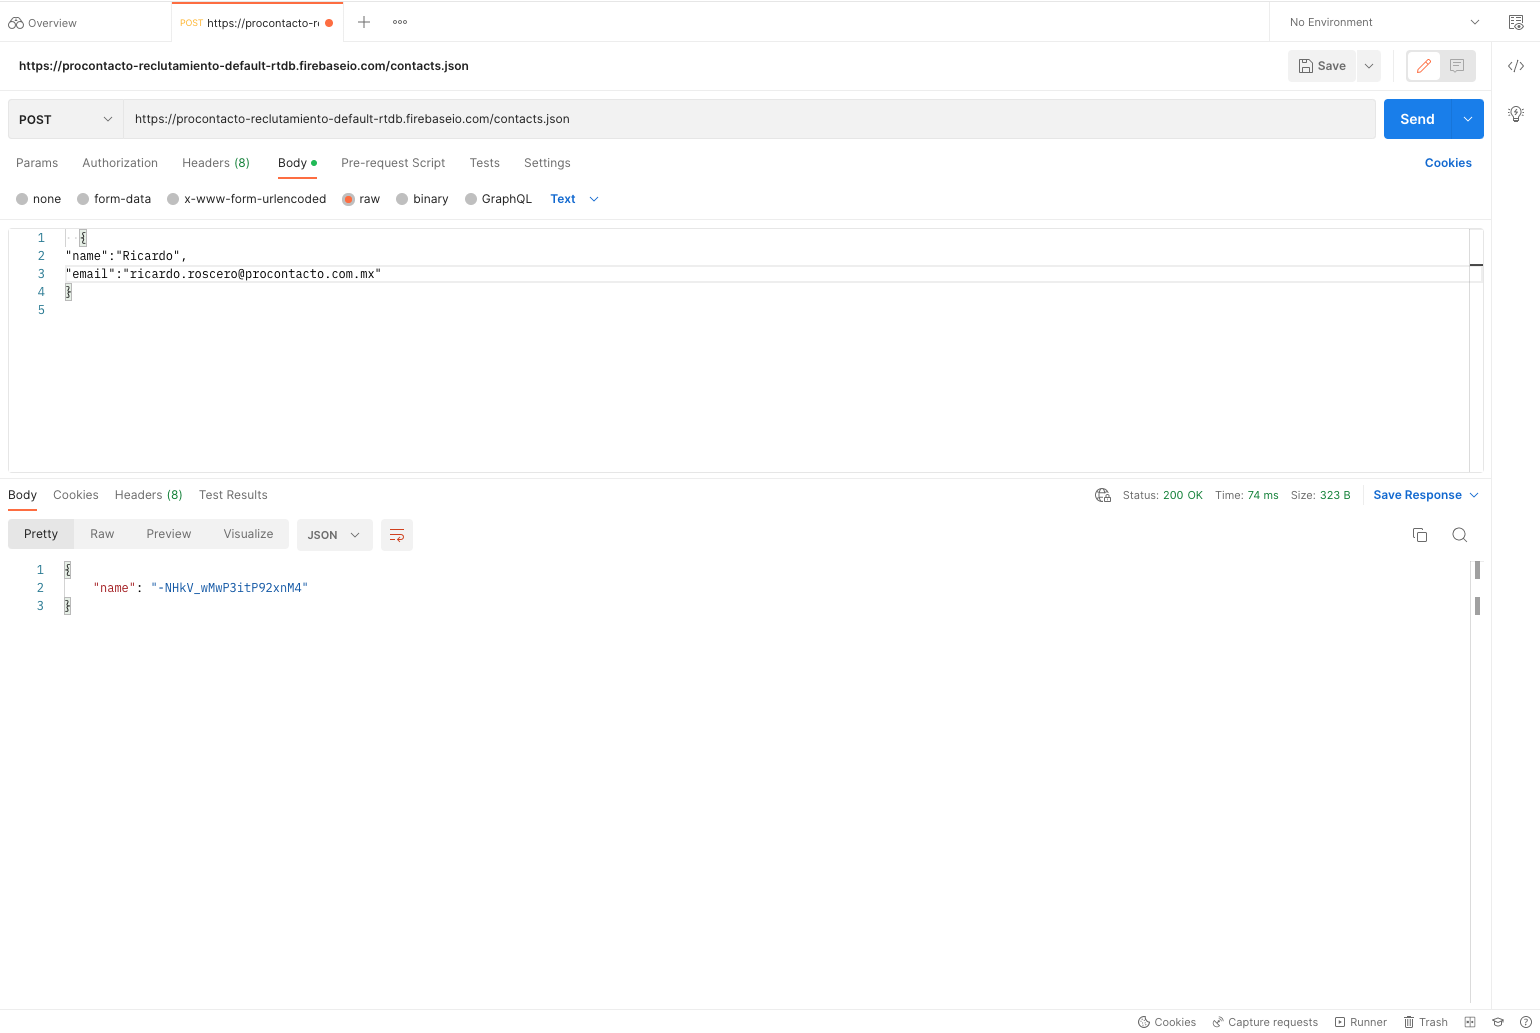 Overview
POST https://procontacto-r
No Environment
https://procontacto-reclutamiento-default-rtdb.firebaseio.com/contacts.json
Save
POST
https://procontacto-reclutamiento-default-rtdb.firebaseio.com/contacts.json
Send
Params Authorization Headers (8) Body Pre-request Script Tests Settings Cookies
none form-data x-www-form-urlencoded raw binary GraphQL Text
1 {
2 "name":"Ricardo",
3 "email":"ricardo.roscero@procontacto.com.mx"
4 }
5
Body Cookies Headers (8) Test Results Status: 200 OK Time: 74 ms Size: 323 B Save Response
Pretty Raw Preview Visualize JSON
1 {
2 "name": "-NHkV_wMwP3itP92xnM4"
3 }
Cookies Capture requests Runner Trash